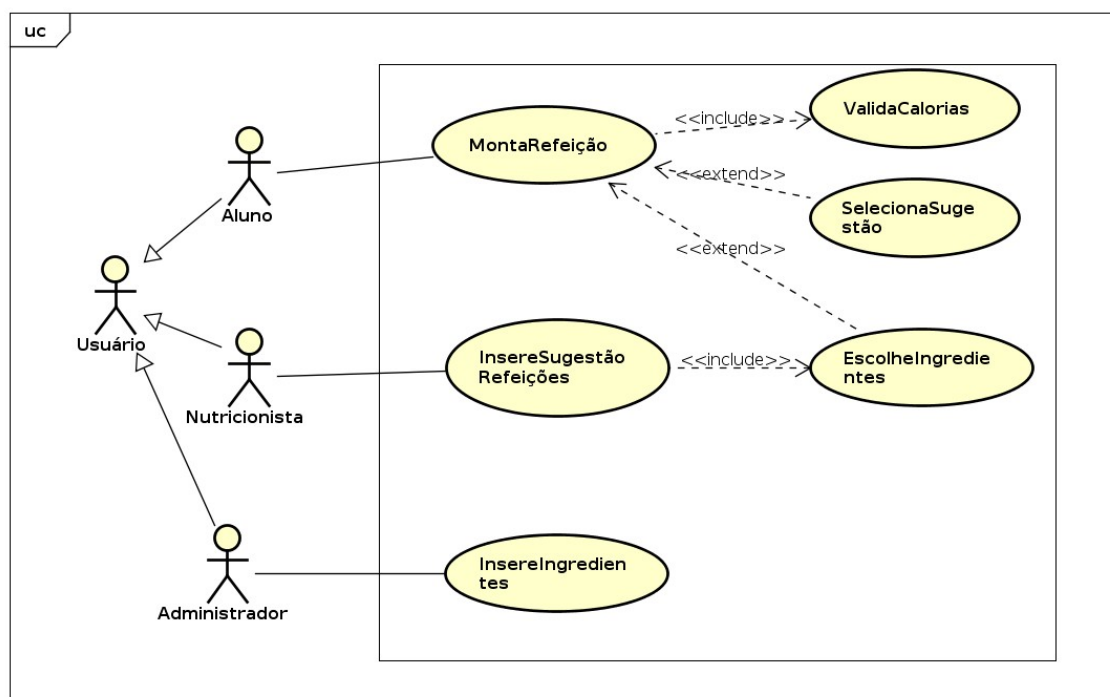 uc
ValidaCalorias
<<include>>
MontaRefeição
Aluno
<<extend>>
SelecionaSuge
stão
<<extend>>
Usuário
InsereSugestão
Refeições
<<include>>
EscolheIngredie
ntes
Nutricionista
InsereIngredien
tes
Administrador